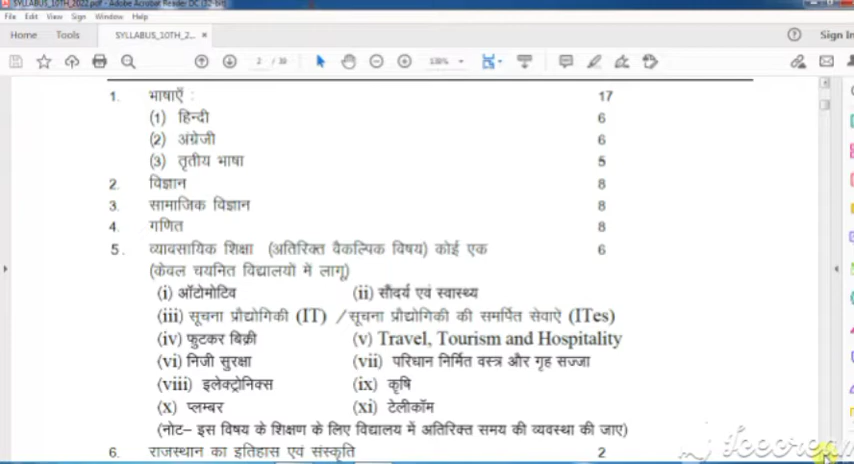 SYLLABUS_10TH_2022.pdf - Adobe Acrobat Reader DC (32-bit)
File Edit View Sign Window Help
Home Tools SYLLABUS_10TH_2... × Sign In
2 / 39 138%
1. भाषाएँ : 17
(1) हिन्दी 6
(2) अंग्रेजी 6
(3) तृतीय भाषा 5
2. विज्ञान 8
3. सामाजिक विज्ञान 8
4. गणित 8
5. व्यावसायिक शिक्षा (अतिरिक्त वैकल्पिक विषय) कोई एक 6
(केवल चयनित विद्यालयों में लागू)
(i) ऑटोमोटिव (ii) सौंदर्य एवं स्वास्थ्य
(iii) सूचना प्रौद्योगिकी (IT) / सूचना प्रौद्योगिकी की समर्पित सेवाऐं (ITes)
(iv) फुटकर बिक्री (v) Travel, Tourism and Hospitality
(vi) निजी सुरक्षा (vii) परिधान निर्मित वस्त्र और गृह सज्जा
(viii) इलेक्ट्रोनिक्स (ix) कृषि
(x) प्लम्बर (xi) टेलीकॉम
(नोट– इस विषय के शिक्षण के लिए विद्यालय में अतिरिक्त समय की व्यवस्था की जाए)
6. राजस्थान का इतिहास एवं संस्कृति 2